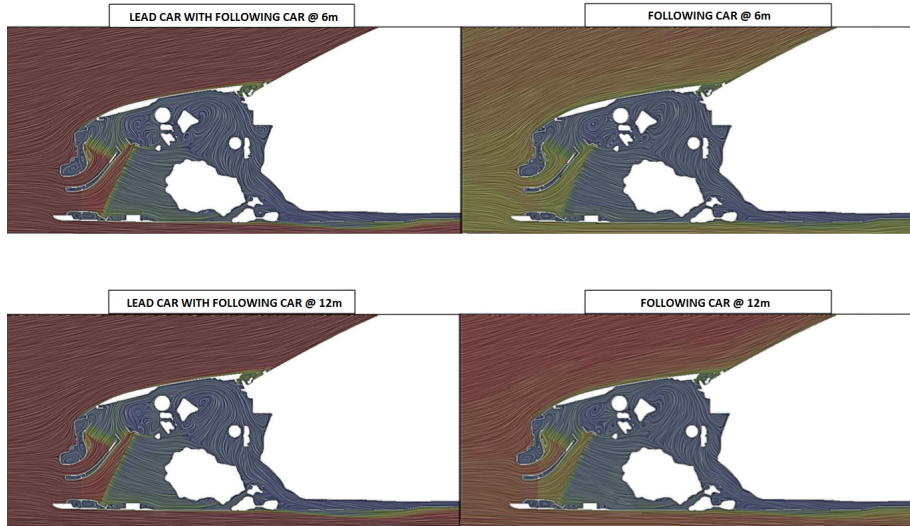 LEAD CAR WITH FOLLOWING CAR @ 6m
FOLLOWING CAR @ 6m
LEAD CAR WITH FOLLOWING CAR @ 12m
FOLLOWING CAR @ 12m